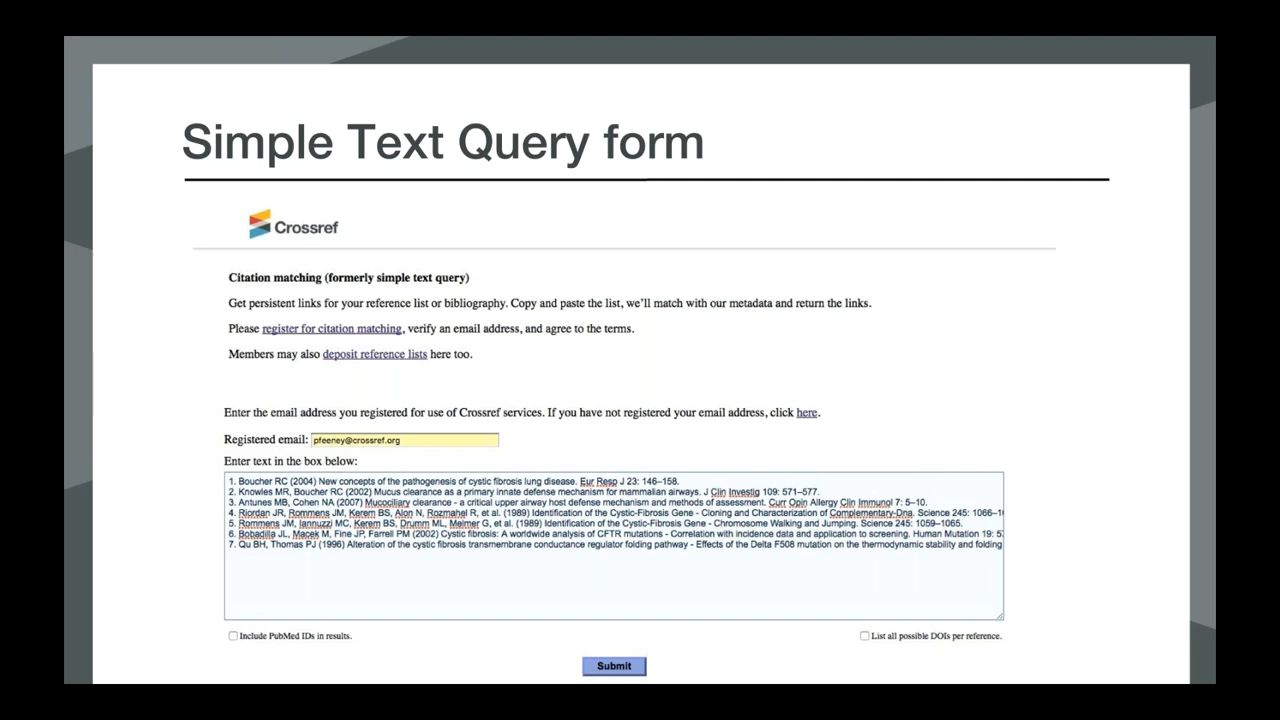 Simple Text Query form
Crossref
Citation matching (formerly simple text query)
Get persistent links for your reference list or bibliography. Copy and paste the list, we'll match with our metadata and return the links.
Please register for citation matching, verify an email address, and agree to the terms.
Members may also deposit reference lists here too.
Enter the email address you registered for use of Crossref services. If you have not registered your email address, click here.
Registered email: pfeeney@crossref.org
Enter text in the box below:
1. Boucher RC (2004) New concepts of the pathogenesis of cystic fibrosis lung disease. Eur Resp J 23: 146–158.
2. Knowles MR, Boucher RC (2002) Mucus clearance as a primary innate defense mechanism for mammalian airways. J Clin Investig 109: 571–577.
3. Antunes MB, Cohen NA (2007) Mucociliary clearance - a critical upper airway host defense mechanism and methods of assessment. Curr Opin Allergy Clin Immunol 7: 5–10.
4. Riordan JR, Rommens JM, Kerem BS, Alon N, Rozmahel R, et al. (1989) Identification of the Cystic-Fibrosis Gene - Cloning and Characterization of Complementary-Dna. Science 245: 1066–
5. Rommens JM, Iannuzzi MC, Kerem BS, Drumm ML, Melmer G, et al. (1989) Identification of the Cystic-Fibrosis Gene - Chromosome Walking and Jumping. Science 245: 1059–1065.
6. Bobadilla JL, Macek M, Fine JP, Farrell PM (2002) Cystic fibrosis: A worldwide analysis of CFTR mutations - Correlation with incidence data and application to screening. Human Mutation 19:
7. Qu BH, Thomas PJ (1996) Alteration of the cystic fibrosis transmembrane conductance regulator folding pathway - Effects of the Delta F508 mutation on the thermodynamic stability and folding
Include PubMed IDs in results.
List all possible DOIs per reference.
Submit